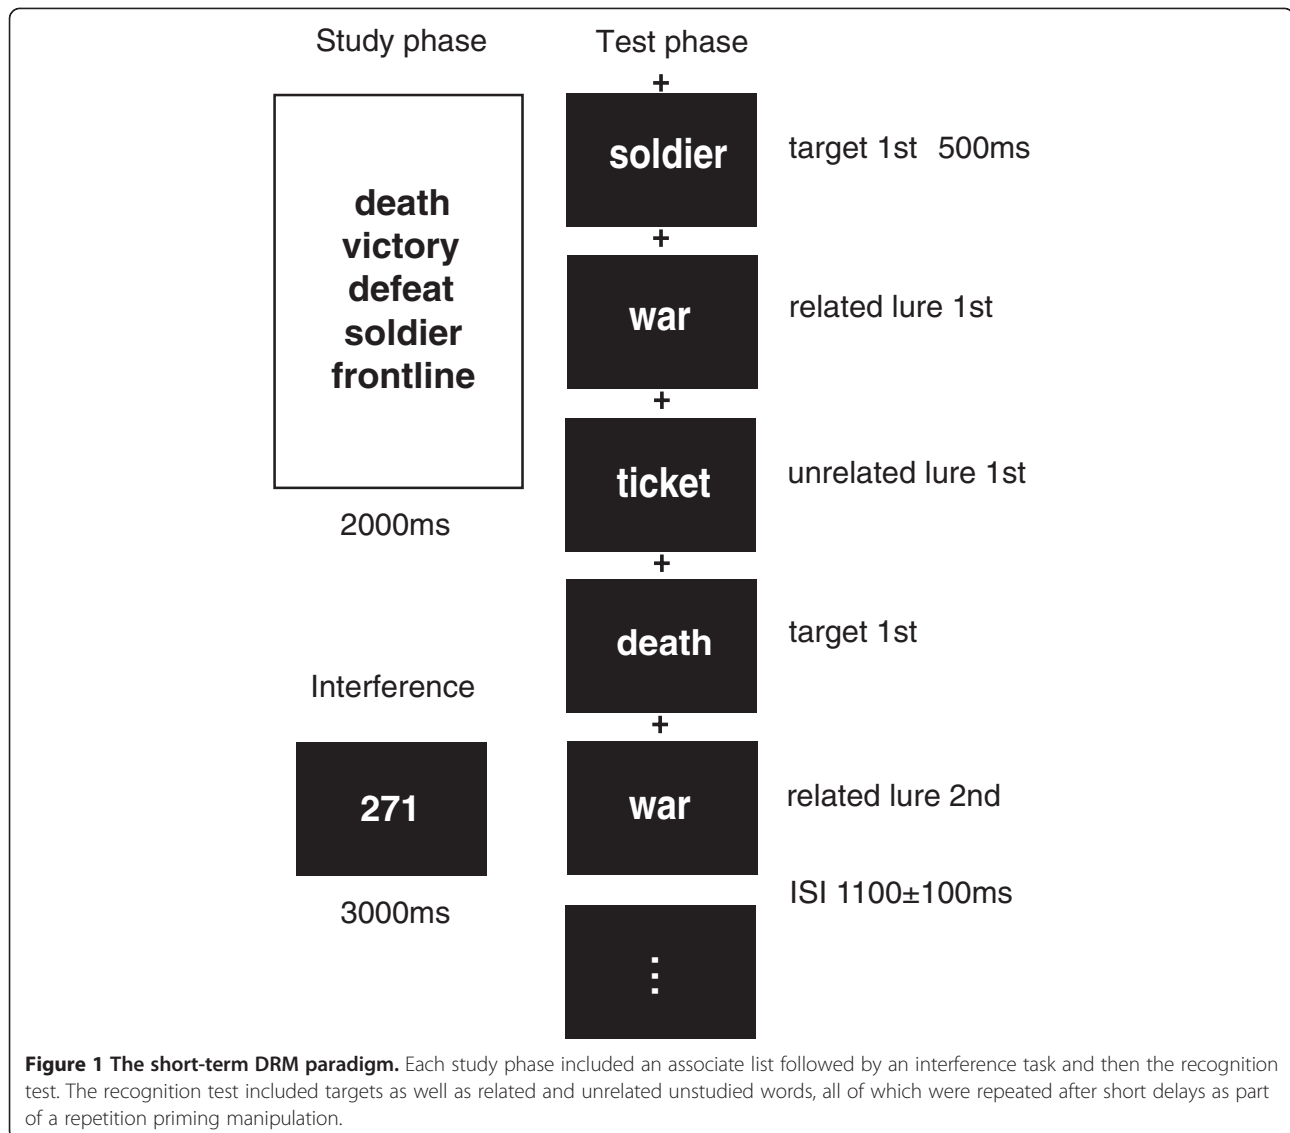 Study phase
death
victory
defeat
soldier
frontline
2000ms
Interference
271
3000ms
Test phase
+
soldier
target 1st 500ms
+
war
related lure 1st
+
ticket
unrelated lure 1st
+
death
target 1st
+
war
related lure 2nd
ISI 1100±100ms
⋮
Figure 1 The short-term DRM paradigm. Each study phase included an associate list followed by an interference task and then the recognition
test. The recognition test included targets as well as related and unrelated unstudied words, all of which were repeated after short delays as part
of a repetition priming manipulation.